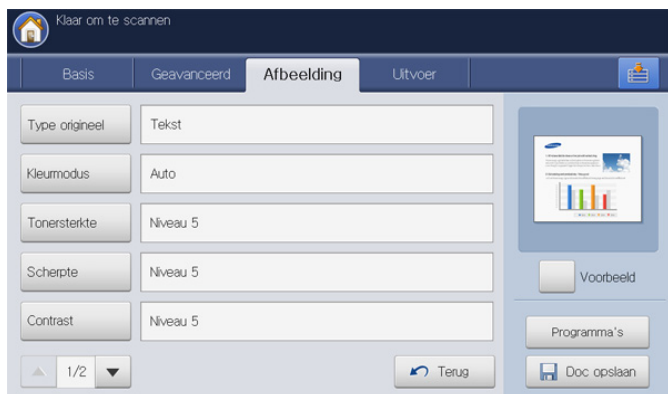 Klaar om te scannen
Basis
Geavanceerd
Afbeelding
Uitvoer
Type origineel
Tekst
Kleurmodus
Auto
Tonersterkte
Niveau 5
Scherpte
Niveau 5
Contrast
Niveau 5
1/2
Terug
Voorbeeld
Programma's
Doc opslaan